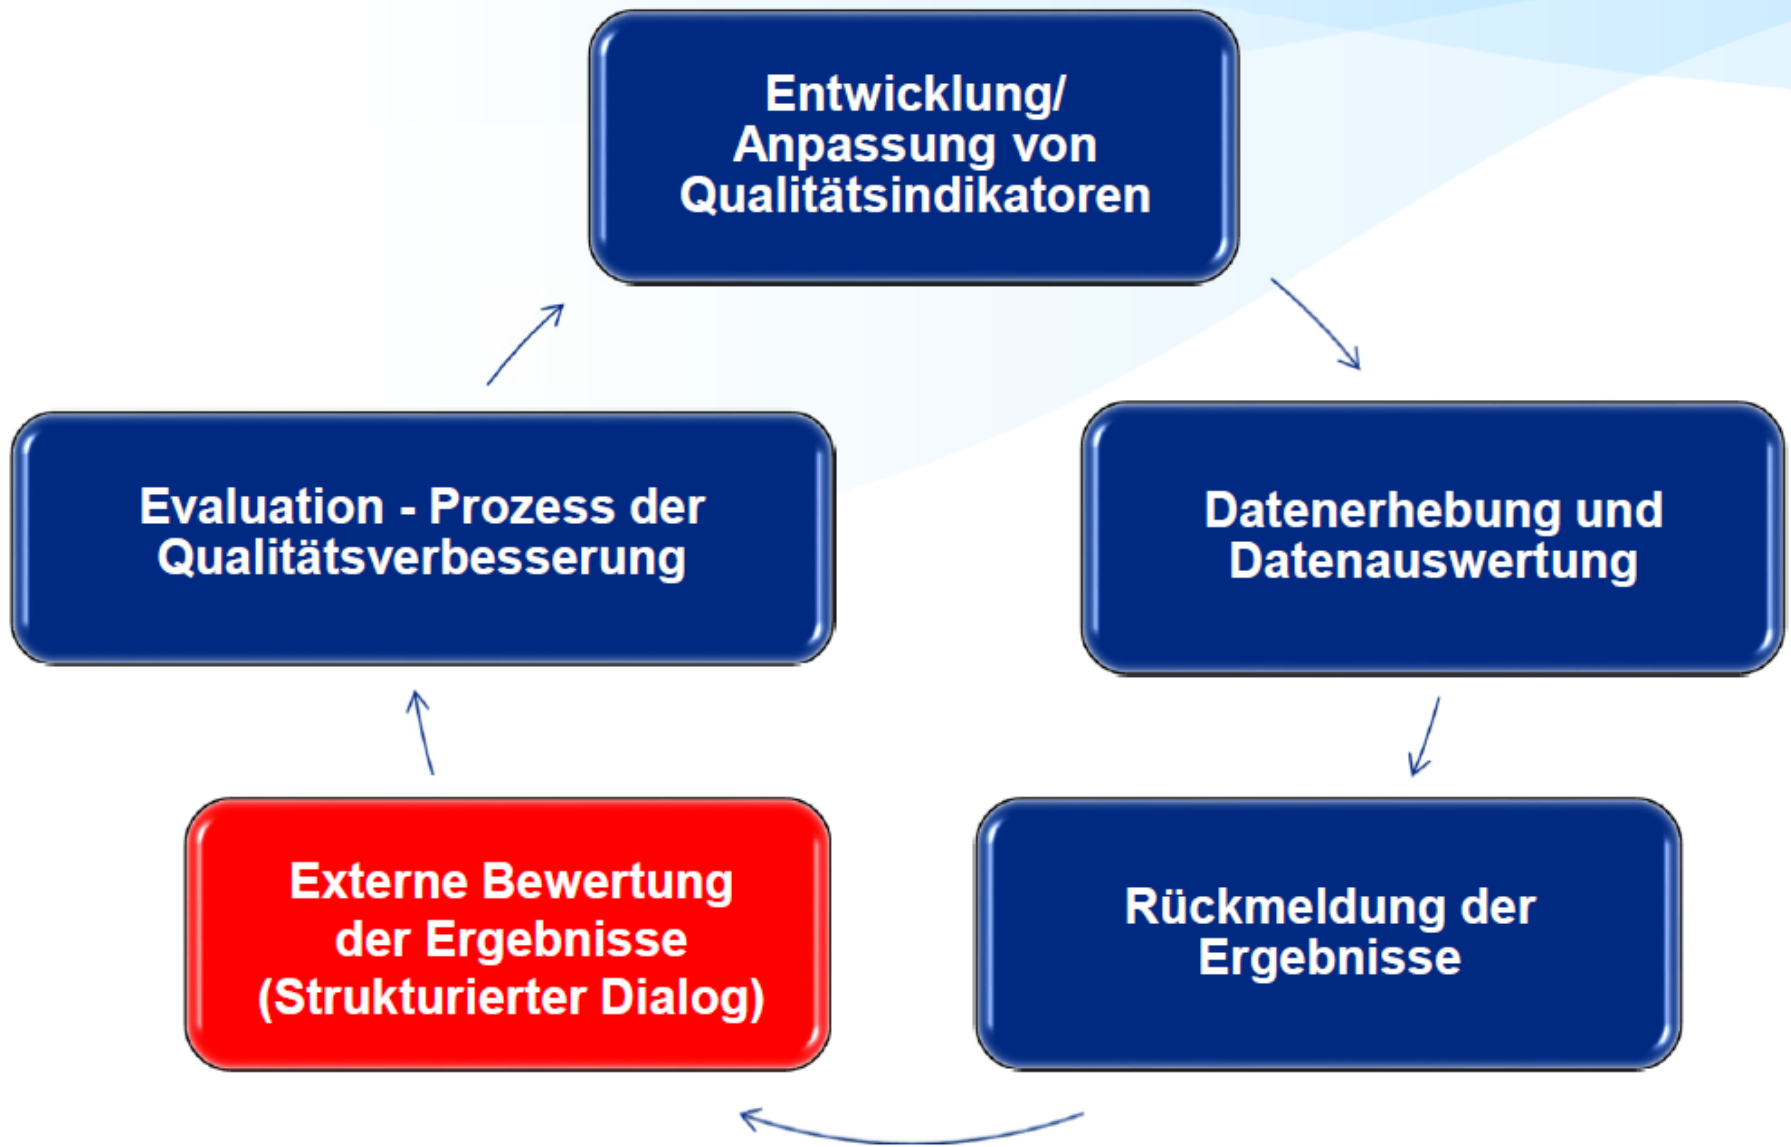 Entwicklung/
Anpassung von
Qualitätsindikatoren
Datenerhebung und
Datenauswertung
Rückmeldung der
Ergebnisse
Externe Bewertung
der Ergebnisse
(Strukturierter Dialog)
Evaluation - Prozess der
Qualitätsverbesserung